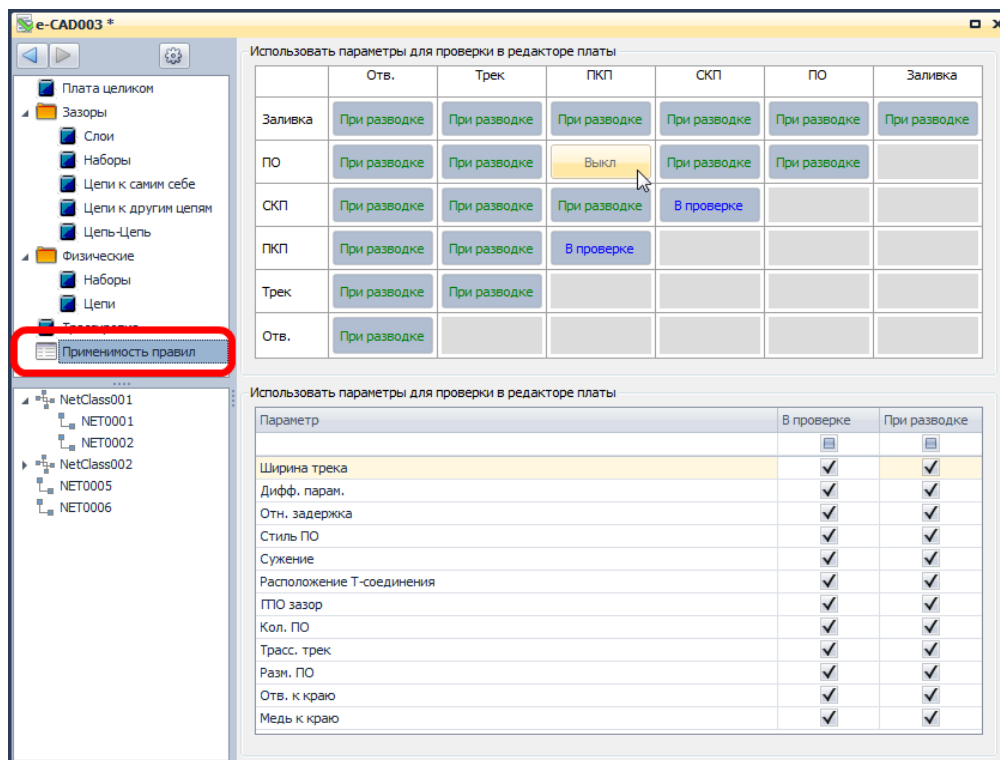 e-CAD003 *
Плата целиком
Зазоры
Слои
Наборы
Цепи к самим себе
Цепи к другим цепям
Цепь-Цепь
Физические
Наборы
Цепи
Применимость правил
NetClass001
NET0001
NET0002
NetClass002
NET0005
NET0006
Использовать параметры для проверки в редакторе платы
Отв. Трек ПКП СКП ПО Заливка
Заливка При разводке При разводке При разводке При разводке При разводке При разводке
ПО При разводке При разводке Выкл При разводке При разводке
СКП При разводке При разводке При разводке В проверке
ПКП При разводке При разводке В проверке
Трек При разводке При разводке
Отв. При разводке
Использовать параметры для проверки в редакторе платы
Параметр В проверке При разводке
Ширина трека
Дифф. парам.
Отн. задержка
Стиль ПО
Сужение
Расположение Т-соединения
ГПО зазор
Кол. ПО
Трасс. трек
Разм. ПО
Отв. к краю
Медь к краю